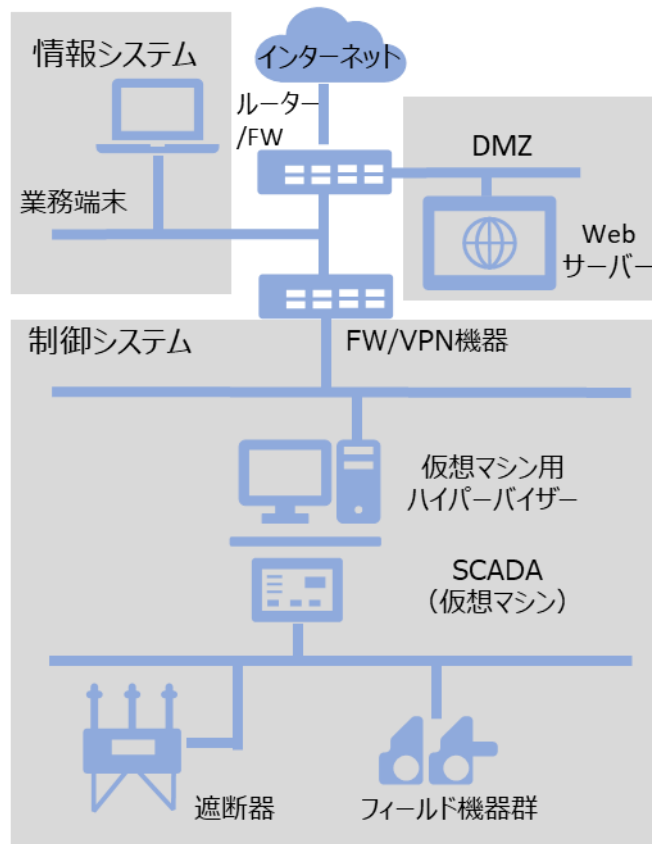 情報システム
インターネット
ルーター
/FW
DMZ
業務端末
Web
サーバー
制御システム
FW/VPN機器
仮想マシン用
ハイパーバイザー
SCADA
（仮想マシン）
遮断器
フィールド機器群